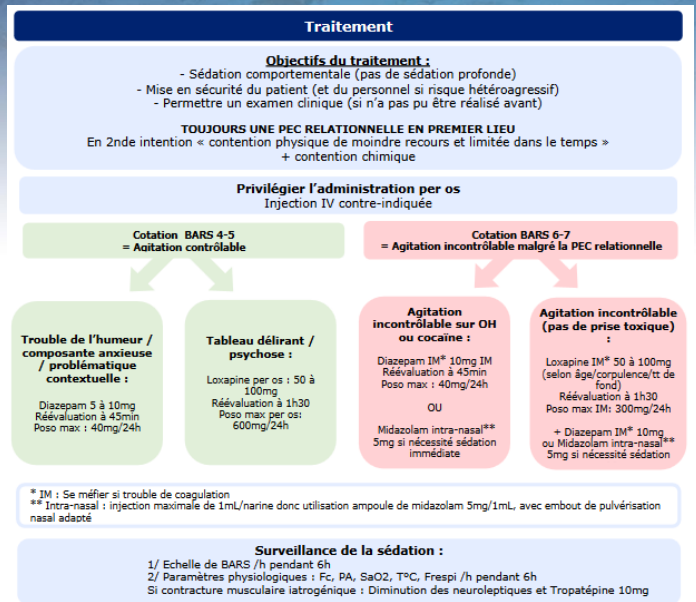 Traitement
Objectifs du traitement :
- Sédation comportementale (pas de sédation profonde)
- Mise en sécurité du patient (et du personnel si risque hétéroagressif)
- Permettre un examen clinique (si n'a pas pu être réalisé avant)
TOUJOURS UNE PEC RELATIONNELLE EN PREMIER LIEU
En 2nde intention « contention physique de moindre recours et limitée dans le temps »
+ contention chimique
Privilégier l'administration per os
Injection IV contre-indiquée
Cotation BARS 4-5
= Agitation contrôlable
Cotation BARS 6-7
= Agitation incontrôlable malgré la PEC relationnelle
Trouble de l'humeur /
composante anxieuse
/ problématique
contextuelle :
Diazepam 5 à 10mg
Réévaluation à 45min
Poso max : 40mg/24h
Tableau délirant /
psychose :
Loxapine per os : 50 à
100mg
Réévaluation à 1h30
Poso max per os:
600mg/24h
Agitation
incontrôlable sur OH
ou cocaïne :
Diazepam IM* 10mg IM
Réévaluation à 45min
Poso max : 40mg/24h
OU
Midazolam intra-nasal**
5mg si nécessité sédation
immédiate
Agitation incontrôlable
(pas de prise toxique)
:
Loxapine IM* 50 à 100mg
(selon âge/corpulence/tt de
fond)
Réévaluation à 1h30
Poso max IM: 300mg/24h
+ Diazepam IM* 10mg
ou Midazolam intra-nasal**
5mg si nécessité sédation
* IM : Se méfier si trouble de coagulation
** Intra-nasal : injection maximale de 1mL/narine donc utilisation ampoule de midazolam 5mg/1mL, avec embout de pulvérisation
nasal adapté
Surveillance de la sédation :
1/ Echelle de BARS /h pendant 6h
2/ Paramètres physiologiques : Fc, PA, SaO2, T°C, Frespi /h pendant 6h
Si contracture musculaire iatrogénique : Diminution des neuroleptiques et Tropatépine 10mg